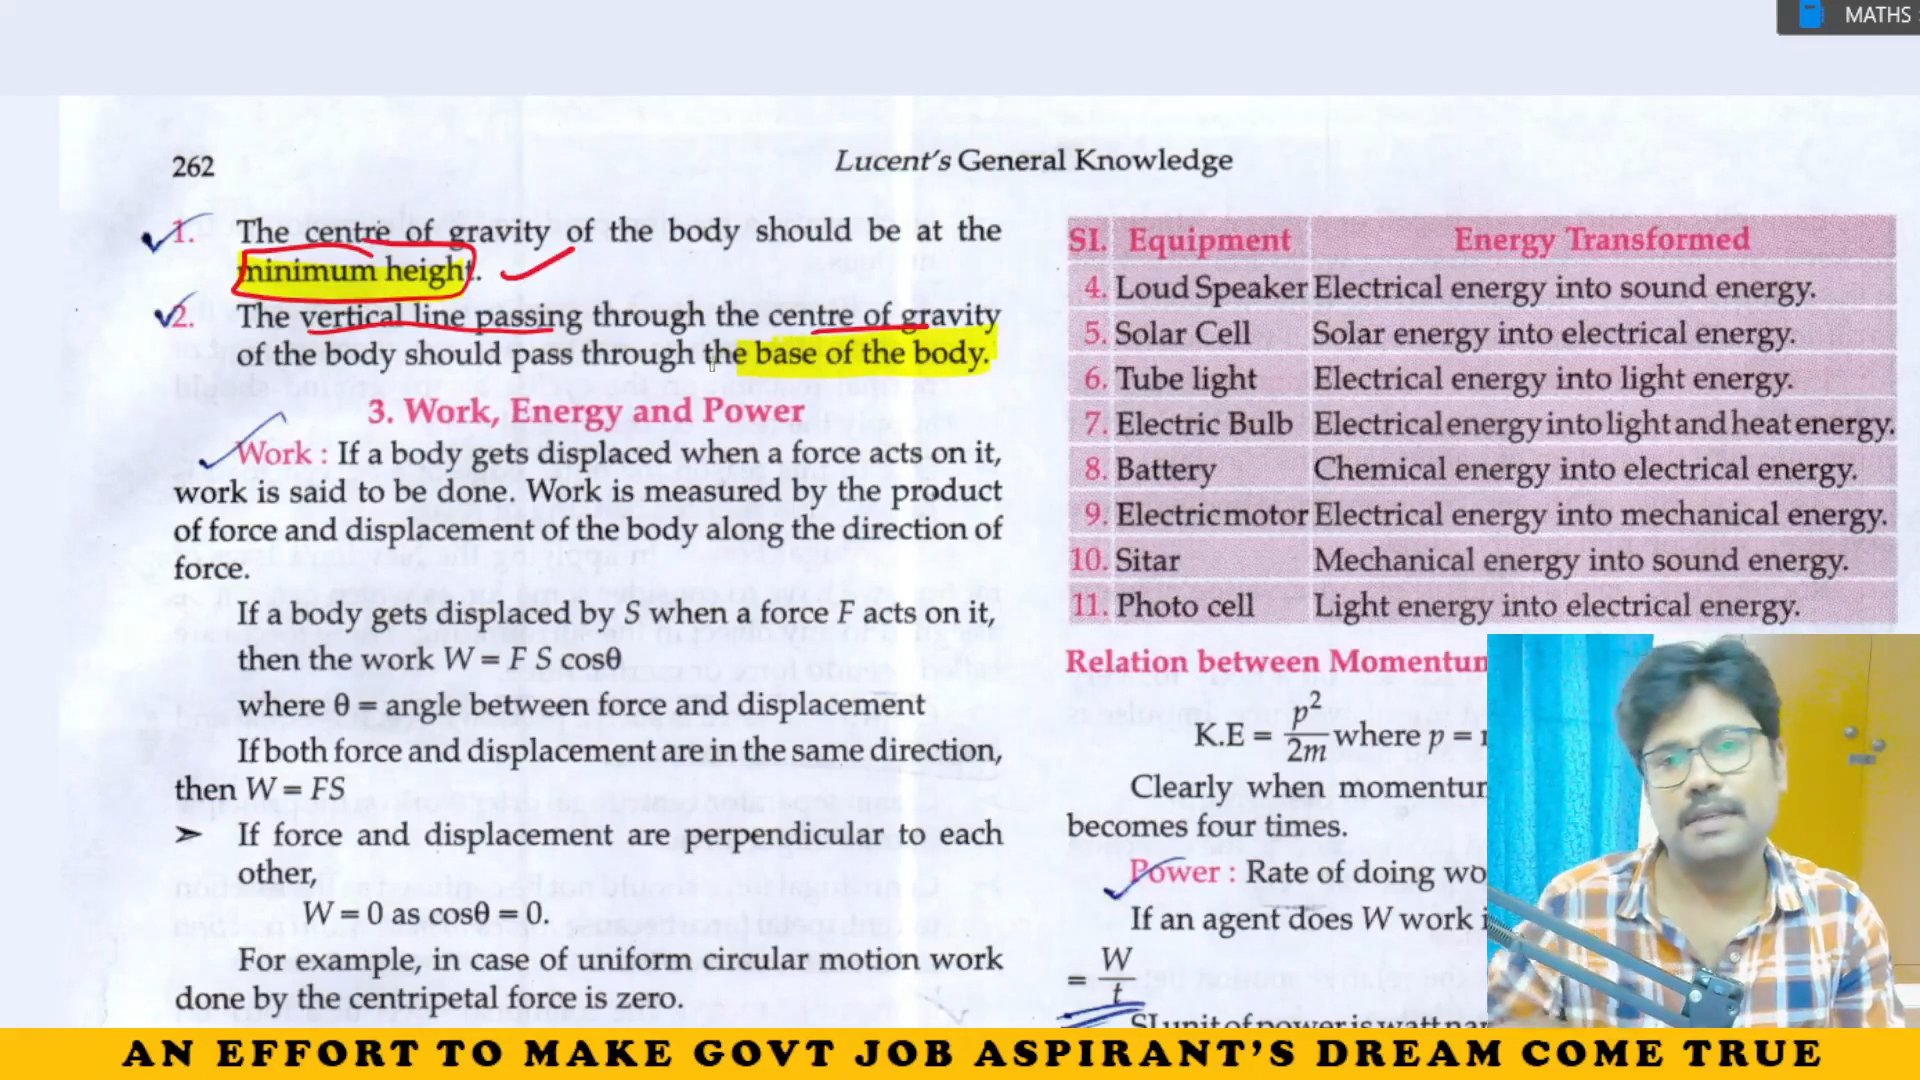 MATHS
262
Lucent's General Knowledge
1. The centre of gravity of the body should be at the
minimum height.
2. The vertical line passing through the centre of gravity
of the body should pass through the base of the body.
3. Work, Energy and Power
Work : If a body gets displaced when a force acts on it,
work is said to be done. Work is measured by the product
of force and displacement of the body along the direction of
force.
If a body gets displaced by S when a force F acts on it,
then the work W = F S cosθ
where θ = angle between force and displacement
If both force and displacement are in the same direction,
then W = FS
➢ If force and displacement are perpendicular to each
other,
W = 0 as cosθ = 0.
For example, in case of uniform circular motion work
done by the centripetal force is zero.
SI. Equipment Energy Transformed
4. Loud Speaker Electrical energy into sound energy.
5. Solar Cell Solar energy into electrical energy.
6. Tube light Electrical energy into light energy.
7. Electric Bulb Electrical energy into light and heat energy.
8. Battery Chemical energy into electrical energy.
9. Electric motor Electrical energy into mechanical energy.
10. Sitar Mechanical energy into sound energy.
11. Photo cell Light energy into electrical energy.
Relation between
K.E = p²/2m where p =
Clearly when
becomes four times.
Power : Rate of doing
If an agent does W work
= W/t
SI unit of power is watt
AN EFFORT TO MAKE GOVT JOB ASPIRANT'S DREAM COME TRUE